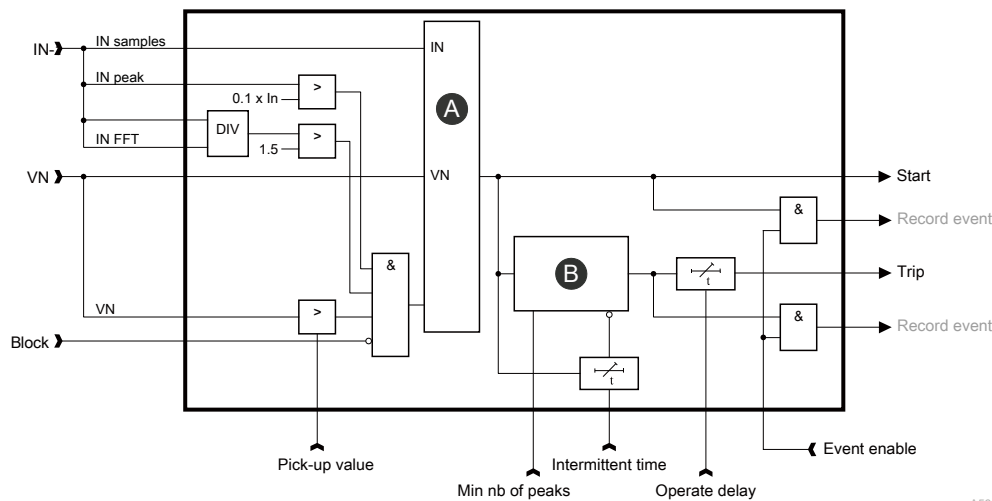 IN-
IN samples
IN
IN peak
>
0.1 x In
A
DIV
>
IN FFT
1.5
VN
VN
Start
&
Record event
&
B
t
Trip
VN
>
&
Record event
Block
t
Event enable
Pick-up value
Intermittent time
Min nb of peaks
Operate delay